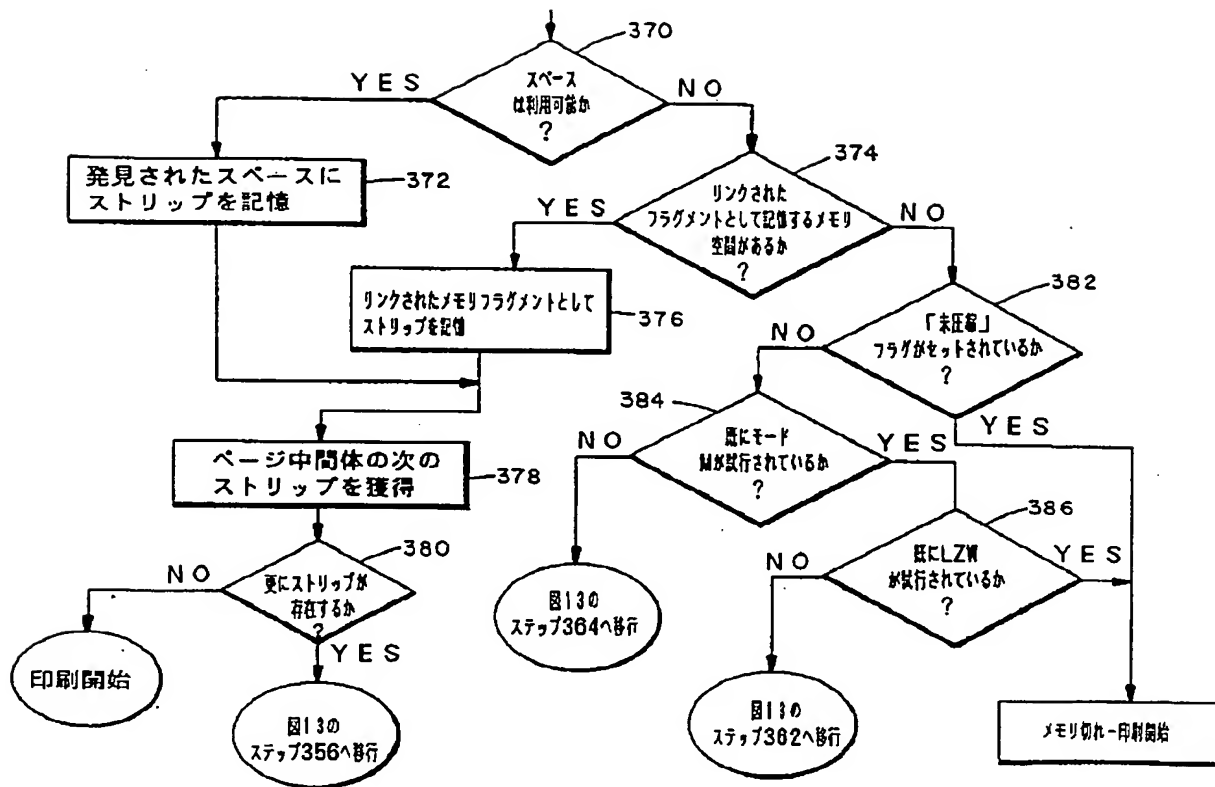 370
スペース
は利用可能か
?
YES
NO
発見されたスペースに
ストリップを記憶
372
374
リンクされた
フラグメントとして記憶するメモリ
空間があるか
?
YES
NO
リンクされたメモリフラグメントとして
ストリップを記憶
376
382
「未圧縮」
フラグがセットされているか
?
NO
YES
384
既にモード
Mが試行されているか
?
NO
YES
ページ中間体の次の
ストリップを獲得
378
380
更にストリップが
存在するか
?
NO
YES
386
既にLZW
が試行されているか
?
NO
YES
印刷開始
図13の
ステップ356へ移行
図13の
ステップ364へ移行
図13の
ステップ362へ移行
メモリ切れ−印刷開始